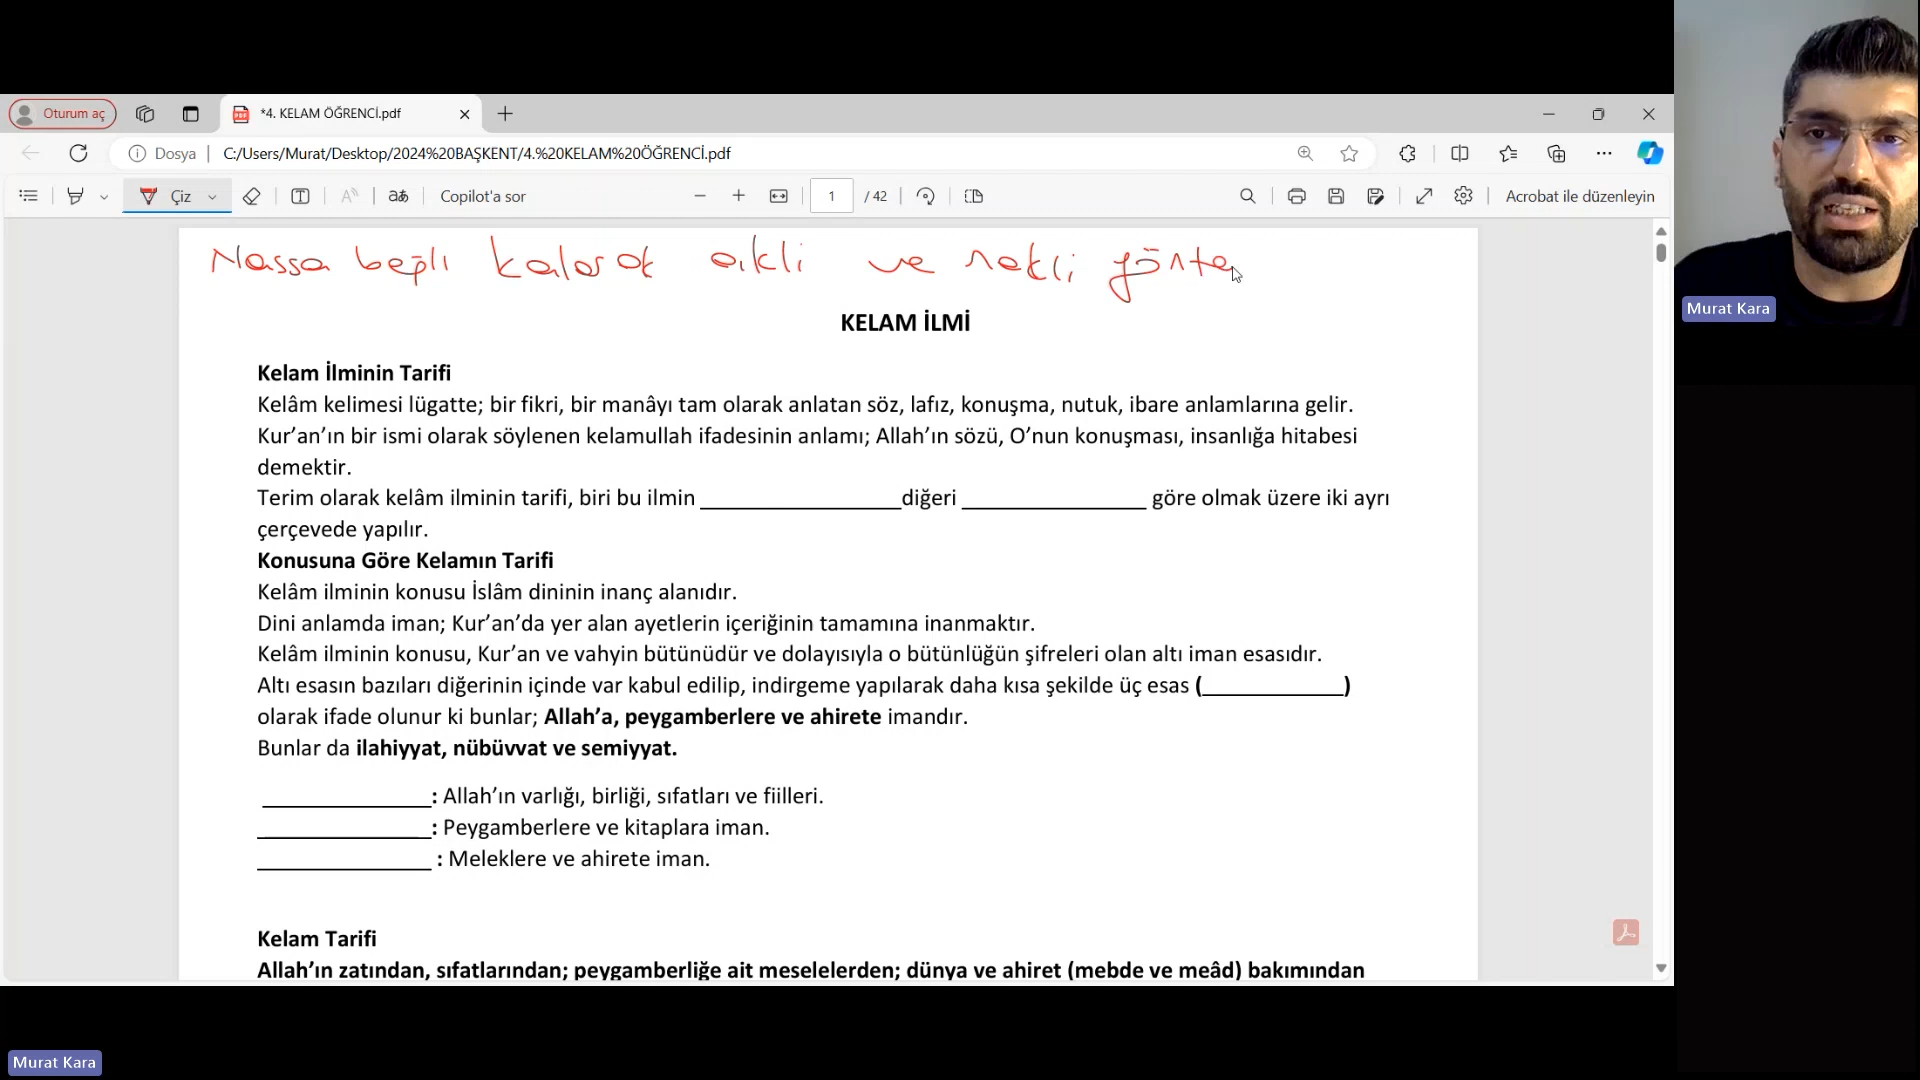 Oturum aç
*4. KELAM ÖĞRENCİ.pdf
Dosya
C:/Users/Murat/Desktop/2024%20BAŞKENT/4.%20KELAM%20ÖĞRENCİ.pdf
Çiz
Copilot'a sor
1 / 42
Acrobat ile düzenleyin
Nassa bağlı kalarak aklî ve naklî yönte
KELAM İLMİ
Kelam İlminin Tarifi
Kelâm kelimesi lügatte; bir fikri, bir manâyı tam olarak anlatan söz, lafız, konuşma, nutuk, ibare anlamlarına gelir.
Kur’an’ın bir ismi olarak söylenen kelamullah ifadesinin anlamı; Allah’ın sözü, O’nun konuşması, insanlığa hitabesi
demektir.
Terim olarak kelâm ilminin tarifi, biri bu ilmin _________________diğeri ________________ göre olmak üzere iki ayrı
çerçevede yapılır.
Konusuna Göre Kelamın Tarifi
Kelâm ilminin konusu İslâm dininin inanç alanıdır.
Dini anlamda iman; Kur’an’da yer alan ayetlerin içeriğinin tamamına inanmaktır.
Kelâm ilminin konusu, Kur’an ve vahyin bütünüdür ve dolayısıyla o bütünlüğün şifreleri olan altı iman esasıdır.
Altı esasın bazıları diğerinin içinde var kabul edilip, indirgeme yapılarak daha kısa şekilde üç esas (____________)
olarak ifade olunur ki bunlar; Allah’a, peygamberlere ve ahirete imandır.
Bunlar da ilahiyyat, nübüvvat ve semiyyat.
______________: Allah’ın varlığı, birliği, sıfatları ve fiilleri.
______________: Peygamberlere ve kitaplara iman.
______________ : Meleklere ve ahirete iman.
Kelam Tarifi
Allah’ın zatından, sıfatlarından; peygamberliğe ait meselelerden; dünya ve ahiret (mebde ve meâd) bakımından
Murat Kara
Murat Kara